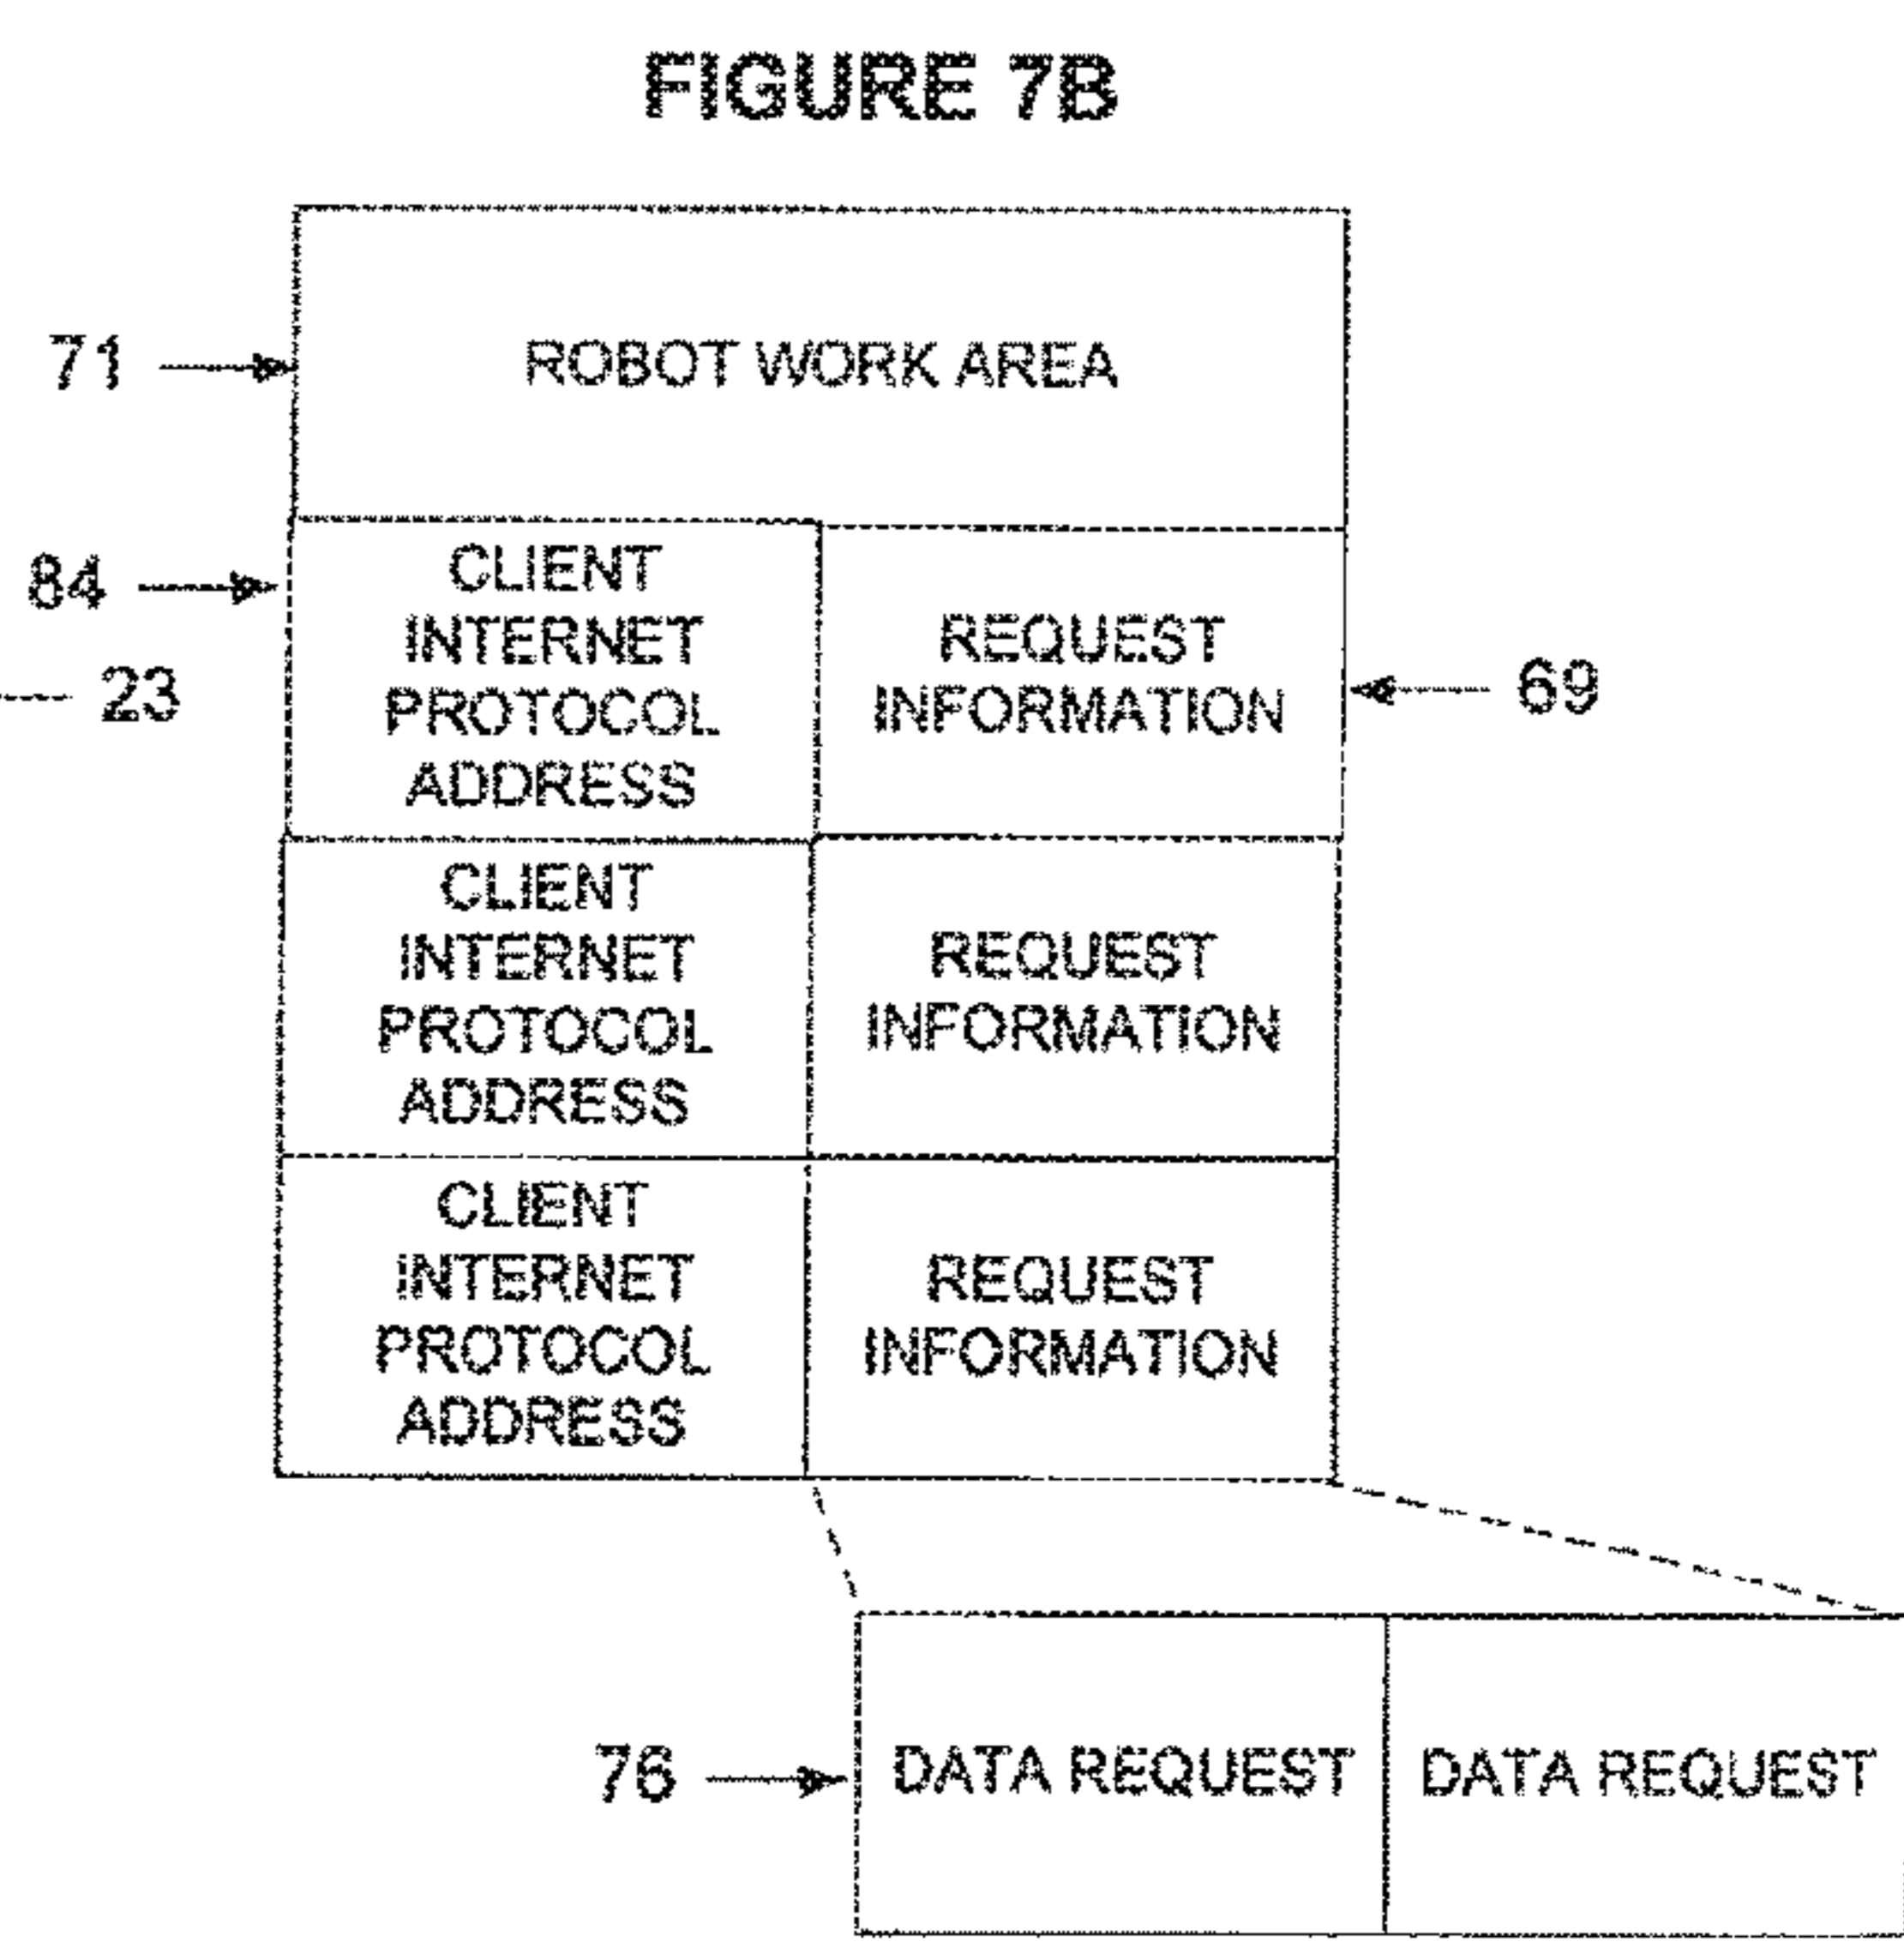 FIGURE 7B
71
ROBOT WORK AREA
84
23
CLIENT
INTERNET
PROTOCOL
ADDRESS
REQUEST
INFORMATION
69
CLIENT
INTERNET
PROTOCOL
ADDRESS
REQUEST
INFORMATION
CLIENT
INTERNET
PROTOCOL
ADDRESS
REQUEST
INFORMATION
76
DATA REQUEST
DATA REQUEST